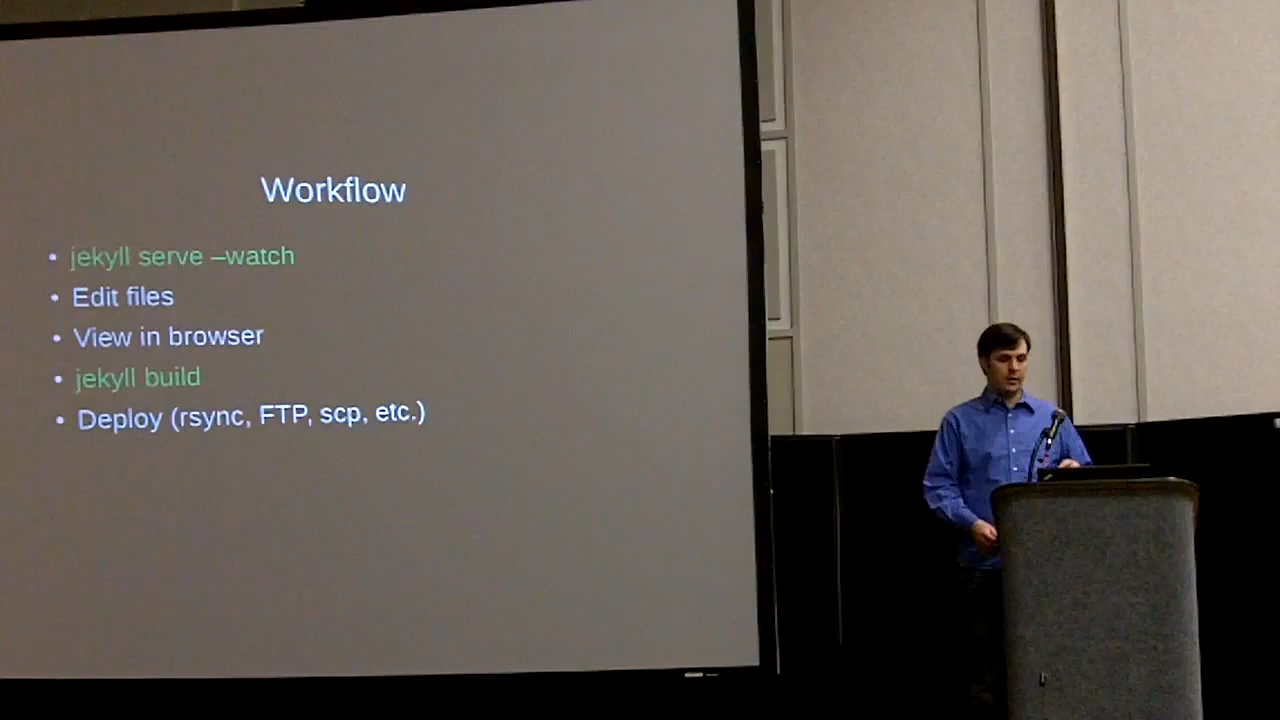 Workflow
• jekyll serve –watch
• Edit files
• View in browser
• jekyll build
• Deploy (rsync, FTP, scp, etc.)